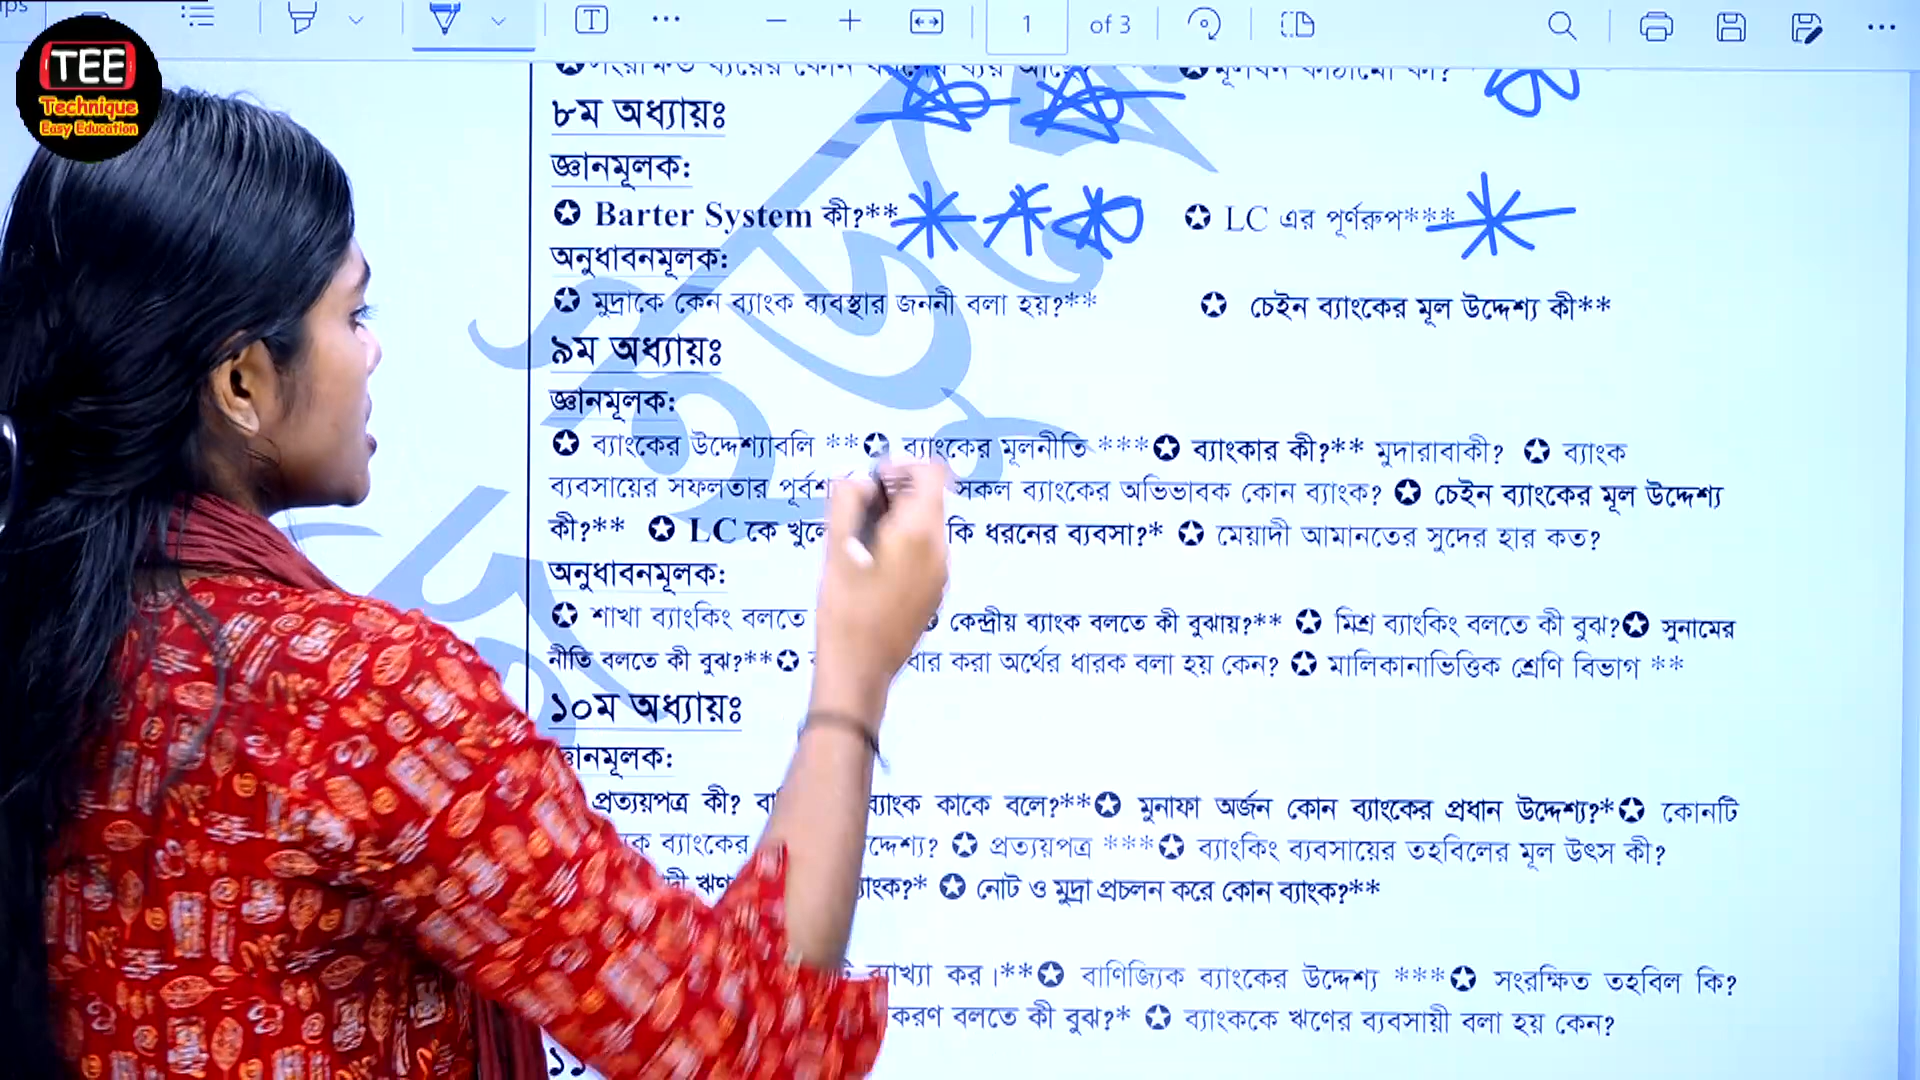 TEE
Technique
Easy Education
1 of 3
৮ম অধ্যায়ঃ
জ্ঞানমূলক:
Barter System কী?** LC এর পূর্ণরুপ***
অনুধাবনমূলক:
মুদ্রাকে কেন ব্যাংক ব্যবস্থার জননী বলা হয়?** চেইন ব্যাংকের মূল উদ্দেশ্য কী**
৯ম অধ্যায়ঃ
জ্ঞানমূলক:
ব্যাংকের উদ্দেশ্যাবলি ** ব্যাংকের মূলনীতি *** ব্যাংকার কী?** মুদারাবাকী? ব্যাংক
ব্যবসায়ের সফলতার সকল ব্যাংকের অভিভাবক কোন ব্যাংক? চেইন ব্যাংকের মূল উদ্দেশ্য
কী?** LC কে কি ধরনের ব্যবসা?* মেয়াদী আমানতের সুদের হার কত?
অনুধাবনমূলক:
শাখা ব্যাংকিং বলতে কেন্দ্রীয় ব্যাংক বলতে কী বুঝায়?** মিশ্র ব্যাংকিং বলতে কী বুঝ? সুনামের
নীতি বলতে কী বুঝ?** ধার করা অর্থের ধারক বলা হয় কেন? মালিকানাভিত্তিক শ্রেণি বিভাগ **
১০ম অধ্যায়ঃ
জ্ঞানমূলক:
প্রত্যয়পত্র কী? ব্যাংক কাকে বলে?** মুনাফা অর্জন কোন ব্যাংকের প্রধান উদ্দেশ্য?* কোনটি
ব্যাংকের উদ্দেশ্য? প্রত্যয়পত্র *** ব্যাংকিং ব্যবসায়ের তহবিলের মূল উৎস কী?
ঋণ ব্যাংক?* নোট ও মুদ্রা প্রচলন করে কোন ব্যাংক?**
ব্যাখ্যা কর।** বাণিজ্যিক ব্যাংকের উদ্দেশ্য *** সংরক্ষিত তহবিল কি?
বলতে কী বুঝ?* ব্যাংককে ঋণের ব্যবসায়ী বলা হয় কেন?